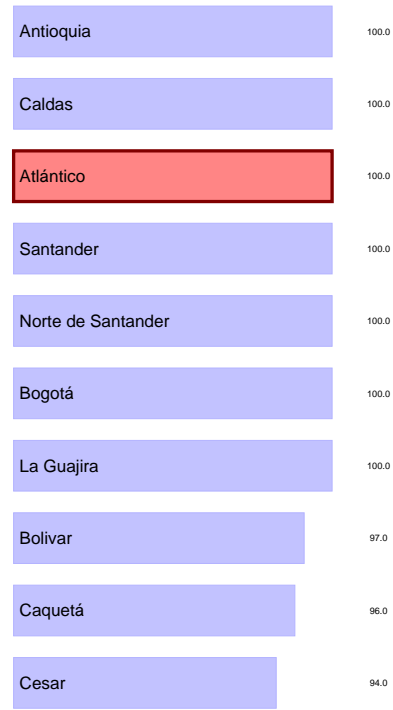 Antioquia 100.0
Caldas 100.0
Atlántico 100.0
Santander 100.0
Norte de Santander 100.0
Bogotá 100.0
La Guajira 100.0
Bolivar 97.0
Caquetá 96.0
Cesar 94.0